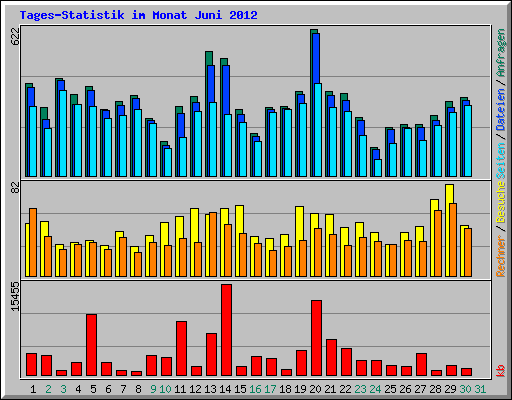 Tages-Statistik im Monat Juni 2012
622
82
15455
Rechner / Besuche Seiten / Dateien / Anfragen
kb
1 2 3 4 5 6 7 8 9 10 11 12 13 14 15 16 17 18 19 20 21 22 23 24 25 26 27 28 29 30 31